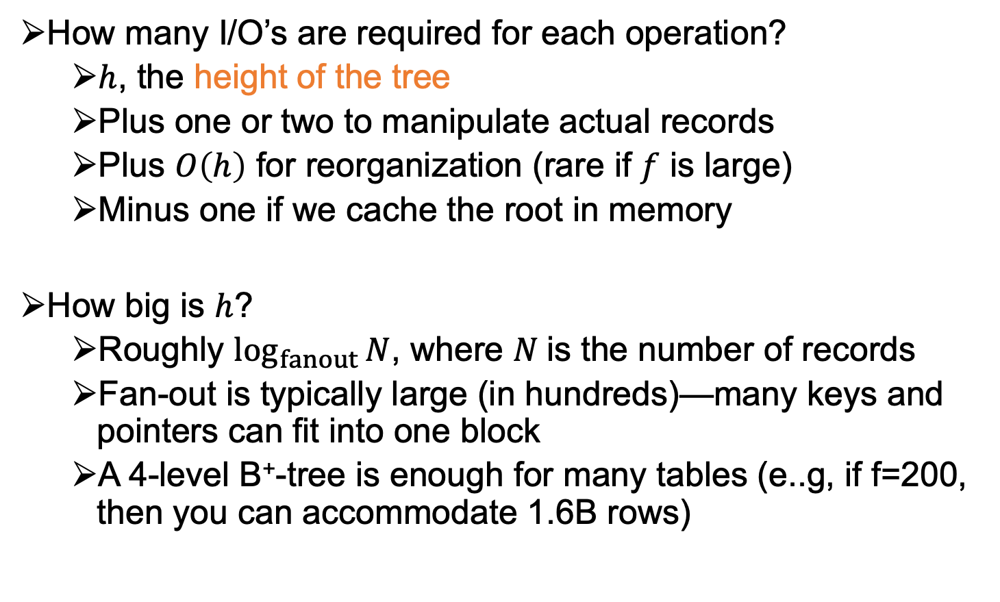 ➢How many I/O’s are required for each operation?
➢ℎ, the height of the tree
➢Plus one or two to manipulate actual records
➢Plus 𝑂(ℎ) for reorganization (rare if 𝑓 is large)
➢Minus one if we cache the root in memory
➢How big is ℎ?
➢Roughly log_fanout 𝑁, where 𝑁 is the number of records
➢Fan-out is typically large (in hundreds)—many keys and
pointers can fit into one block
➢A 4-level B⁺-tree is enough for many tables (e..g, if f=200,
then you can accommodate 1.6B rows)